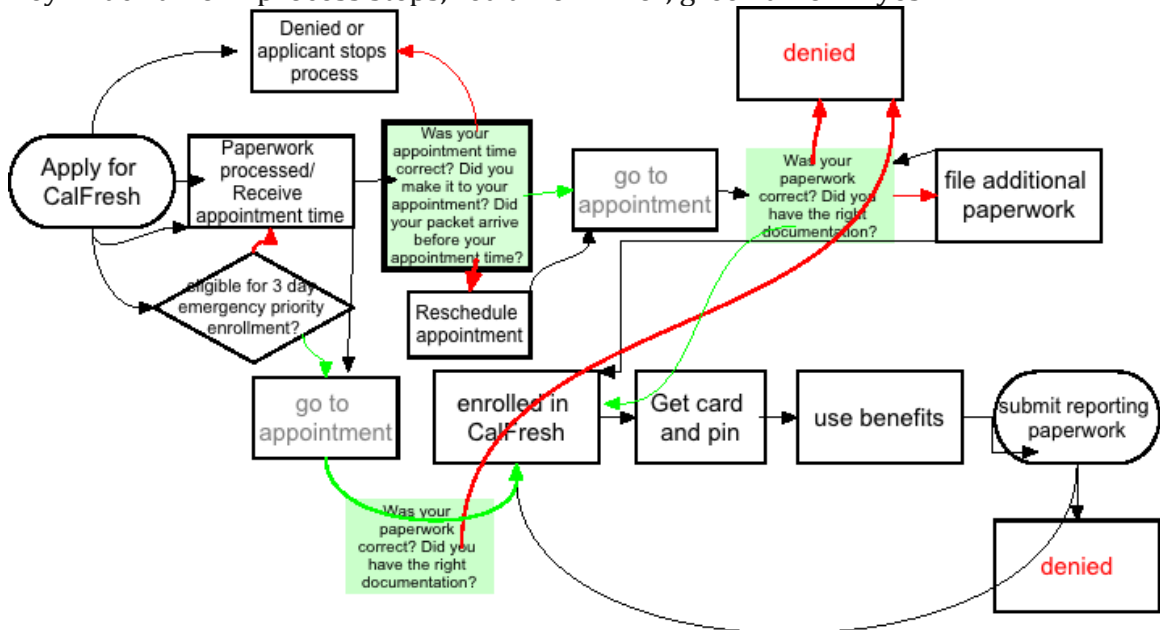 Denied or
applicant stops
process
denied
Apply for
CalFresh
Paperwork
processed/
Receive
appointment time
Was your
appointment time
correct? Did you
make it to your
appointment? Did
your packet arrive
before your
appointment time?
go to
appointment
Was your
paperwork
correct? Did you
have the right
documentation?
file additional
paperwork
eligible for 3 day
emergency priority
enrollment?
Reschedule
appointment
go to
appointment
enrolled in
CalFresh
Get card
and pin
use benefits
submit reporting
paperwork
Was your
paperwork
correct? Did you
have the right
documentation?
denied